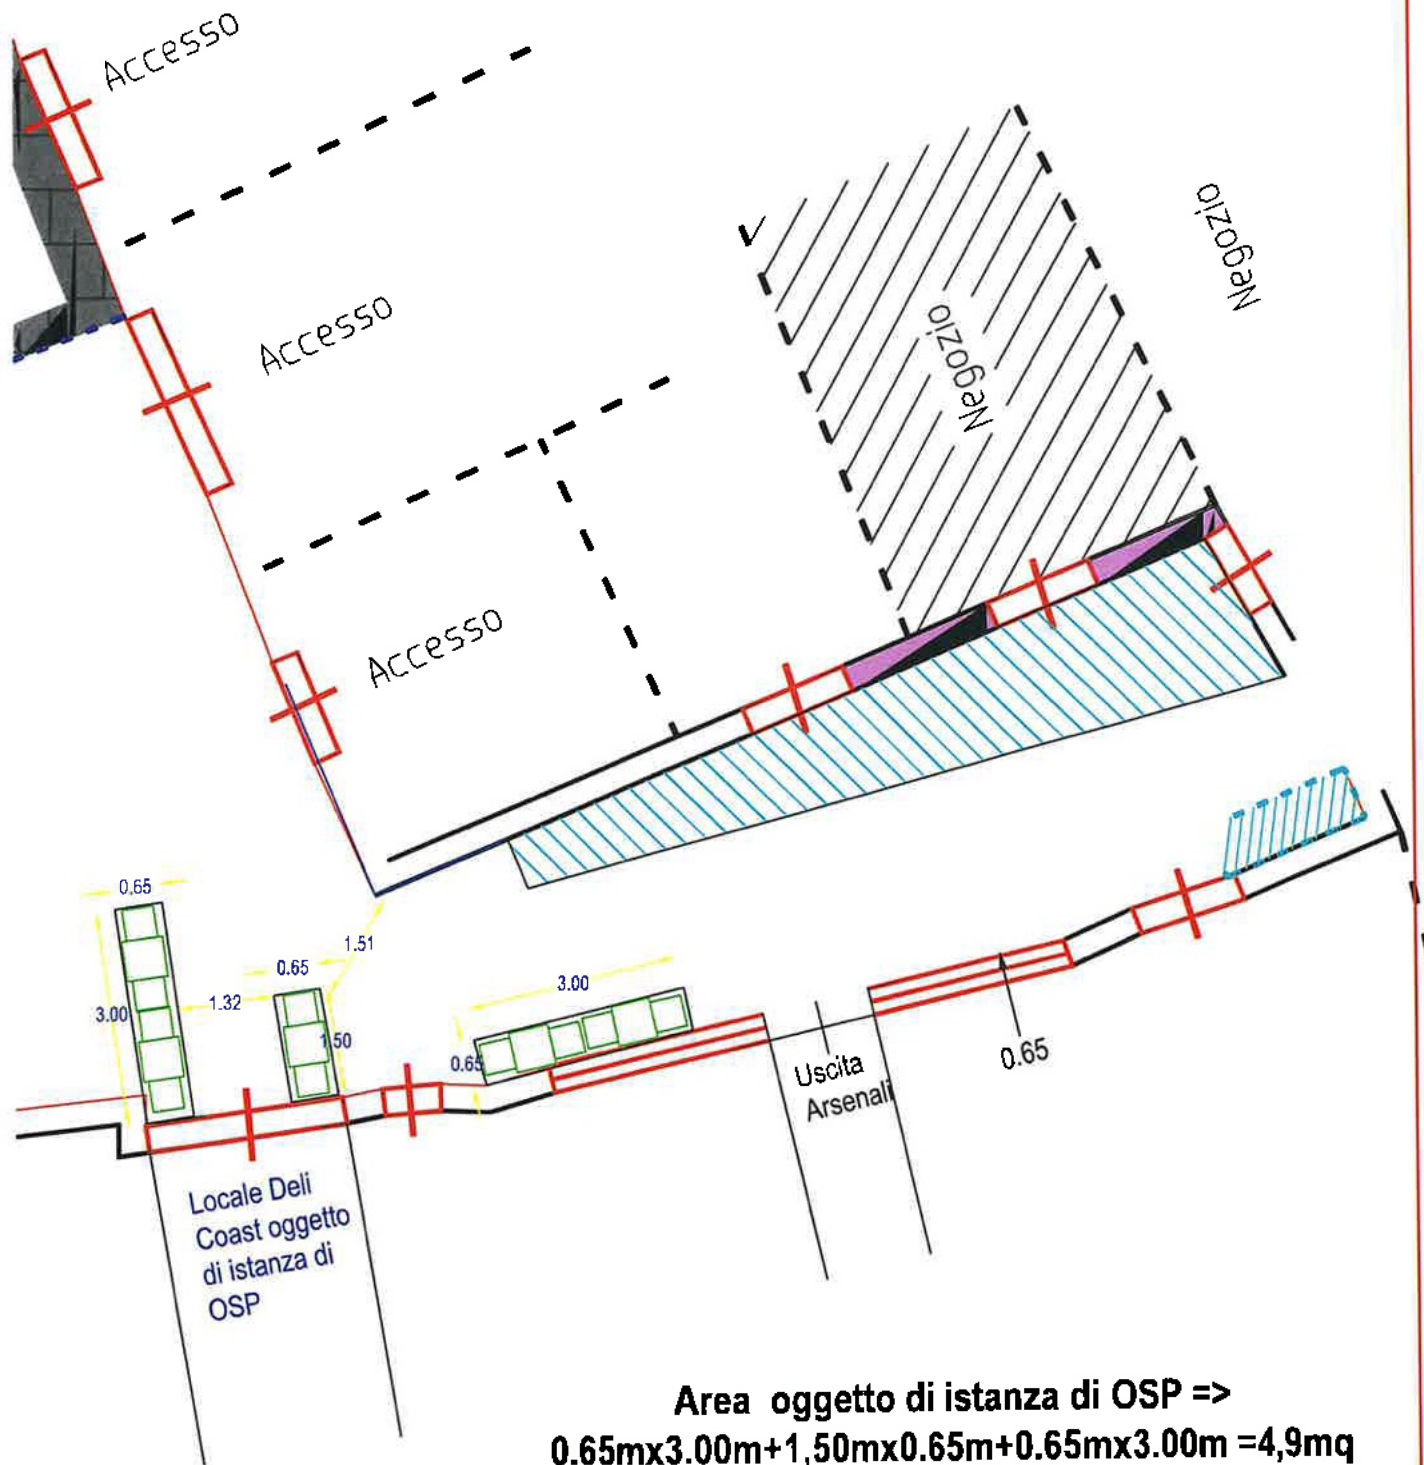 Accesso
Negozio
Accesso
Negozio
Accesso
0.65
1.51
0.65
3.00
1.32
3.00
1.50
0.65
0.65
Uscita
Arsenali
Locale Deli
Coast oggetto
di istanza di
OSP
Area oggetto di istanza di OSP =>
0.65mx3.00m+1,50mx0.65m+0.65mx3.00m =4,9mq